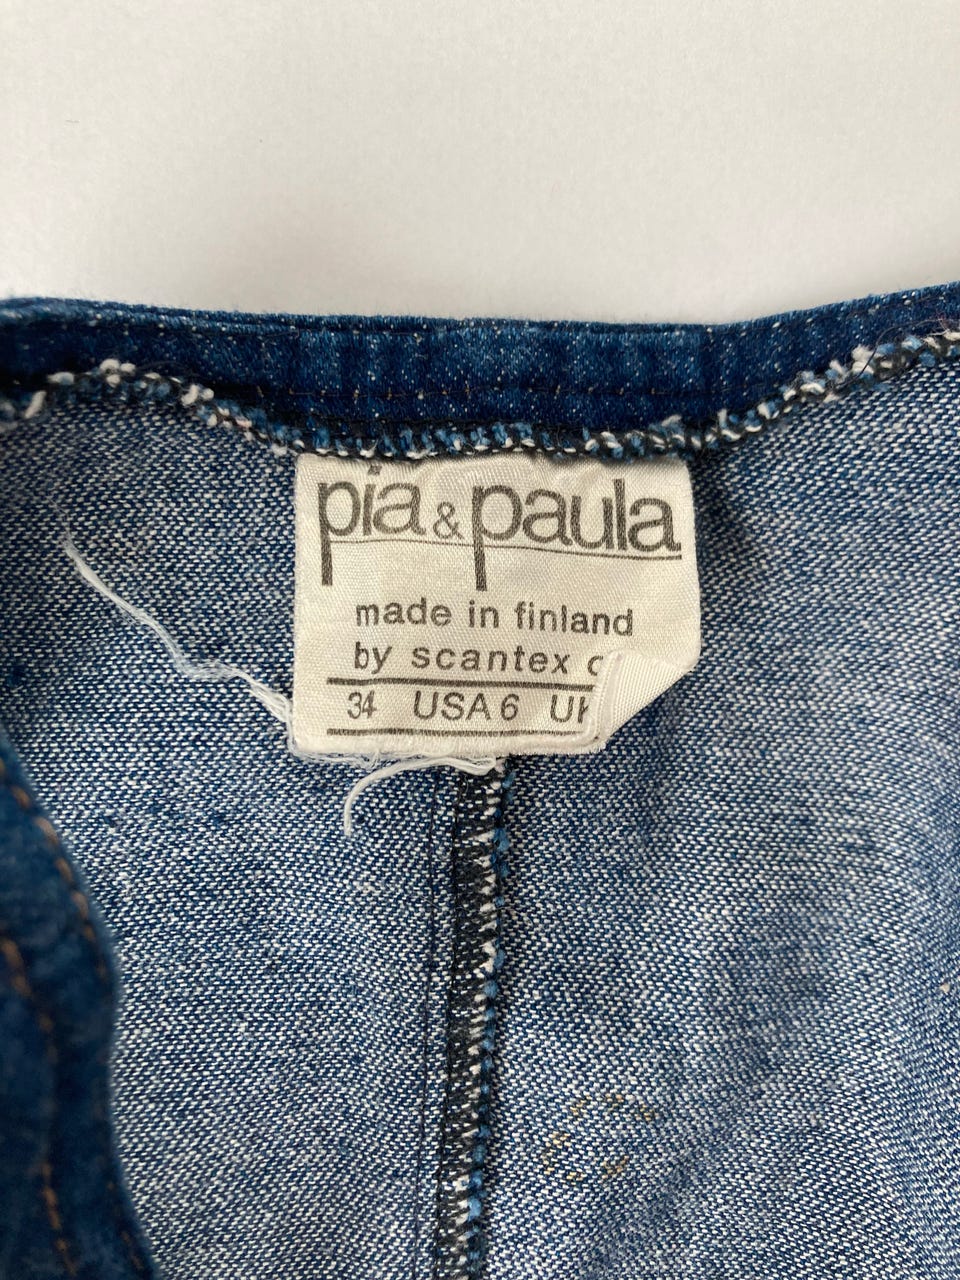 pia & paula
made in finland
by scantex
34 USA 6